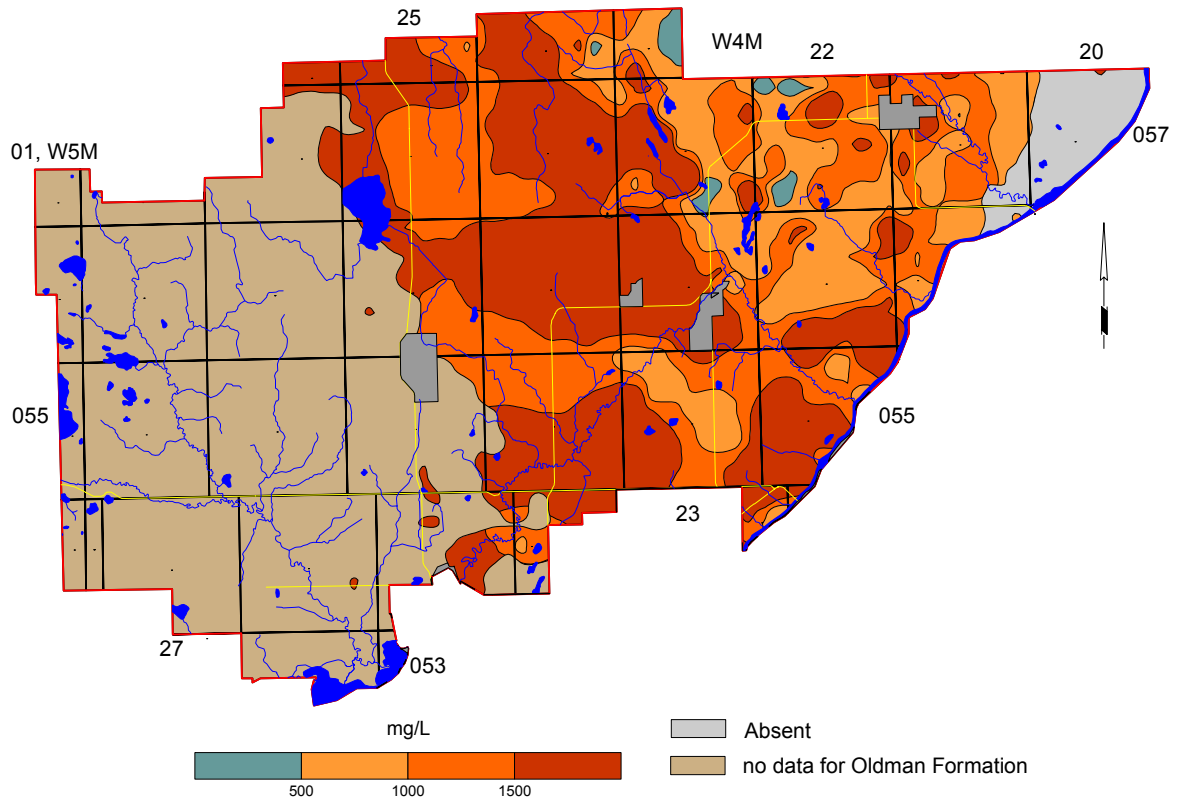 25
W4M
22
20
057
01, W5M
055
055
23
27
053
mg/L
500
1000
1500
Absent
no data for Oldman Formation